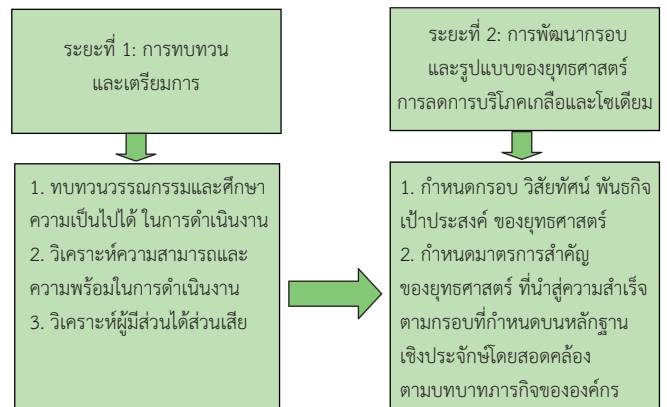 ระยะที่ 1: การทบทวน
และเตรียมการ
1. ทบทวนวรรณกรรมและศึกษา
ความเป็นไปได้ ในการดำเนินงาน
2. วิเคราะห์ความสามารถและ
ความพร้อมในการดำเนินงาน
3. วิเคราะห์ผู้มีส่วนได้ส่วนเสีย
ระยะที่ 2: การพัฒนากรอบ
และรูปแบบของยุทธศาสตร์
การลดการบริโภคเกลือและโซเดียม
1. กำหนดกรอบ วิสัยทัศน์ พันธกิจ
เป้าประสงค์ ของยุทธศาสตร์
2. กำหนดมาตรการสำคัญ
ของยุทธศาสตร์ ที่นำสู่ความสำเร็จ
ตามกรอบที่กำหนดบนหลักฐาน
เชิงประจักษ์โดยสอดคล้อง
ตามบทบาทภารกิจขององค์กร